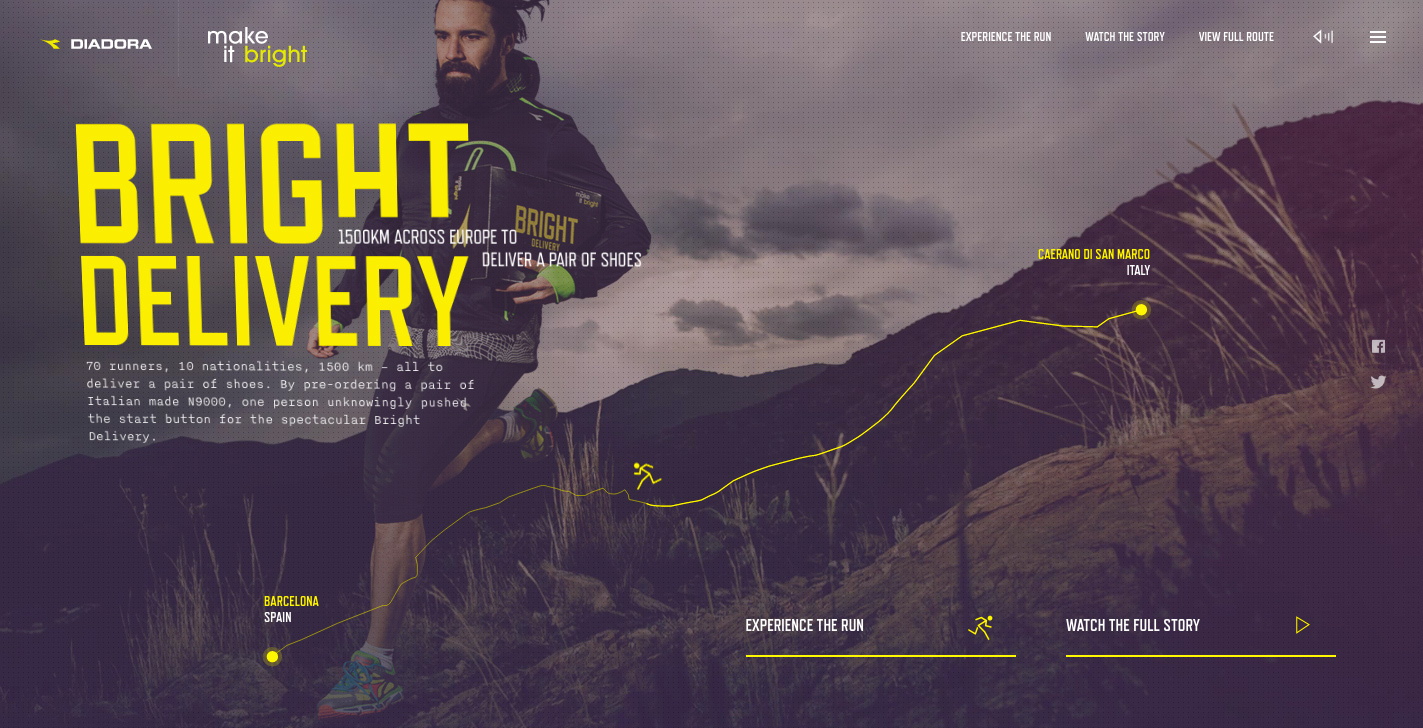 DIADORA
make
it bright
EXPERIENCE THE RUN
WATCH THE STORY
VIEW FULL ROUTE
BRIGHT
DELIVERY
1500KM ACROSS EUROPE TO
DELIVER A PAIR OF SHOES
make
it bright
BRIGHT
DELIVERY
70 runners, 10 nationalities, 1500 km – all to
deliver a pair of shoes. By pre-ordering a pair of
Italian made N9000, one person unknowingly pushed
the start button for the spectacular Bright
Delivery.
CAERANO DI SAN MARCO
ITALY
BARCELONA
SPAIN
EXPERIENCE THE RUN
WATCH THE FULL STORY